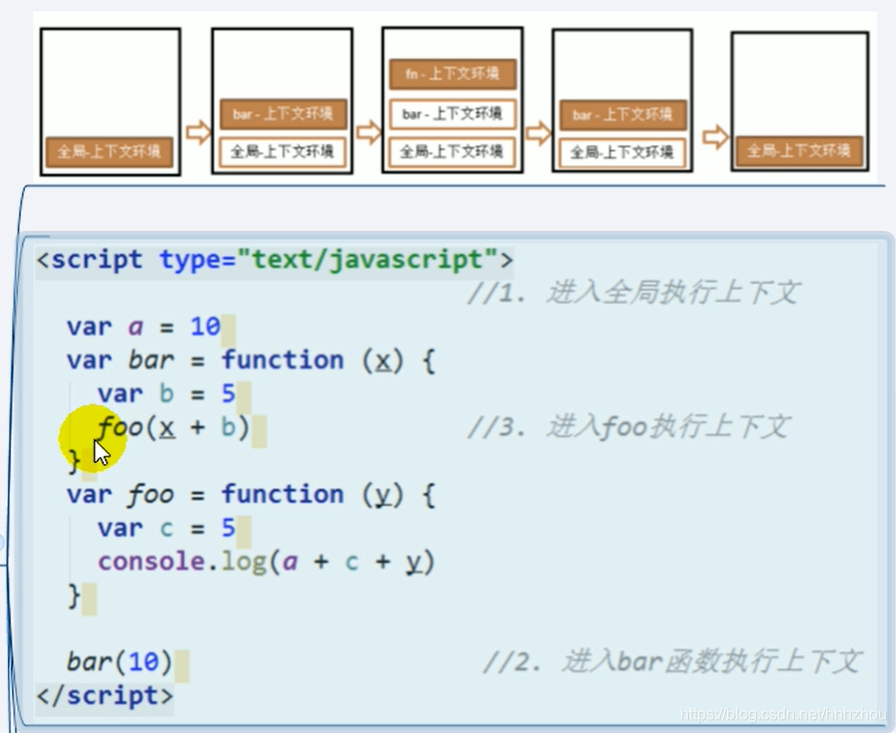 fn - 上下文环境
bar - 上下文环境
bar - 上下文环境
bar - 上下文环境
全局-上下文环境
全局-上下文环境
全局-上下文环境
全局-上下文环境
全局-上下文环境
<script type="text/javascript">
//1. 进入全局执行上下文
var a = 10
var bar = function (x) {
var b = 5
foo(x + b) //3. 进入foo执行上下文
}
var foo = function (y) {
var c = 5
console.log(a + c + y)
}
bar(10) //2. 进入bar函数执行上下文
</script>
https://blog.csdn.net/hhhzhou